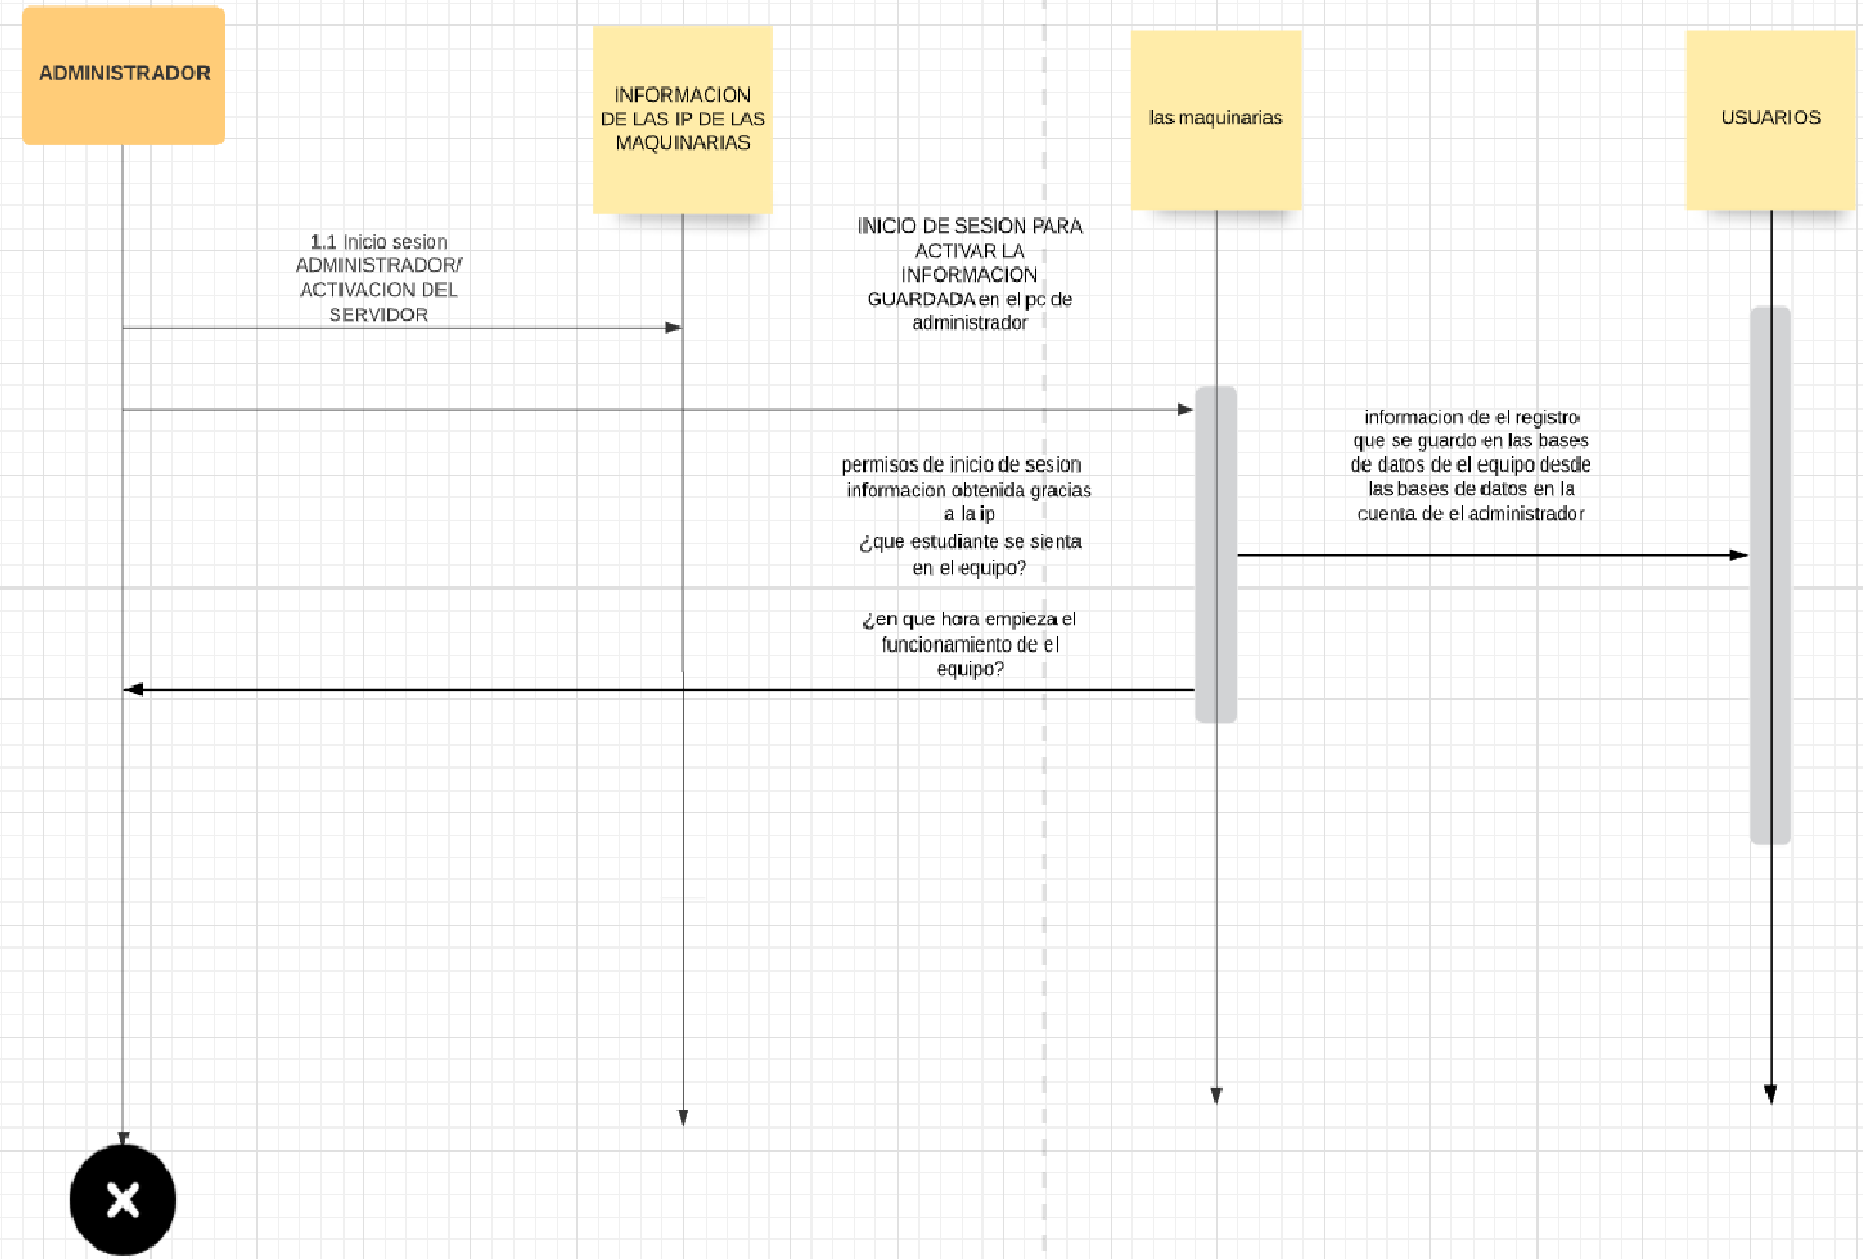 ADMINISTRADOR
INFORMACION
DE LAS IP DE LAS
MAQUINARIAS
las maquinarias
USUARIOS
1.1 Inicio sesion
ADMINISTRADOR/
ACTIVACION DEL
SERVIDOR
INICIO DE SESION PARA
ACTIVAR LA
INFORMACION
GUARDADA en el pc de
administrador
informacion de el registro
que se guardo en las bases
de datos de el equipo desde
las bases de datos en la
cuenta de el administrador
permisos de inicio de sesion
informacion obtenida gracias
a la ip
¿que estudiante se sienta
en el equipo?
¿en que hora empieza el
funcionamiento de el
equipo?